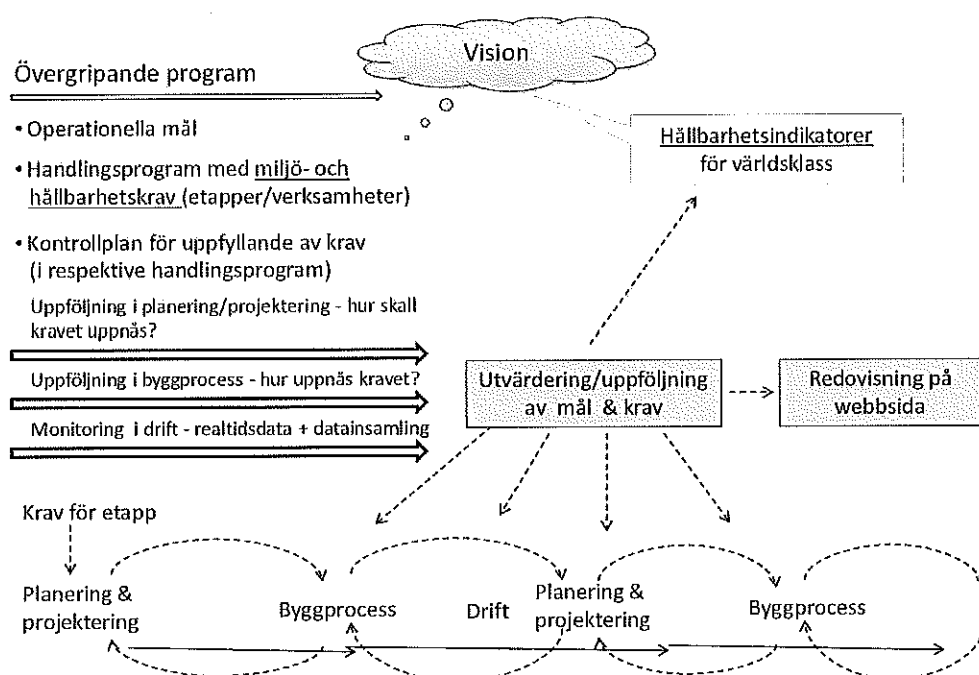 Vision
Övergripande program
• Operationella mål
• Handlingsprogram med miljö- och
hållbarhetskrav (etapper/verksamheter)
• Kontrollplan för uppfyllande av krav
(i respektive handlingsprogram)
Uppföljning i planering/projektering - hur skall
kravet uppnås?
Uppföljning i byggprocess - hur uppnås kravet?
Monitoring i drift - realtidsdata + datainsamling
Hållbarhetsindikatorer
för världsklass
Utvärdering/uppföljning
av mål & krav
Redovisning på
webbsida
Krav för etapp
Planering &
projektering
Byggprocess
Drift
Planering &
projektering
Byggprocess